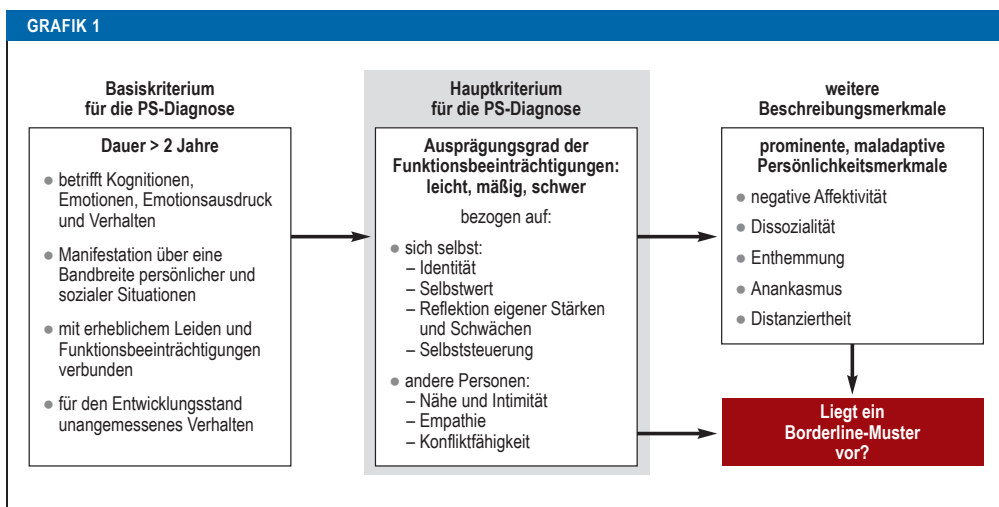 GRAFIK 1
Basiskriterium
für die PS-Diagnose
Dauer > 2 Jahre
● betrifft Kognitionen,
Emotionen, Emotionsausdruck
und Verhalten
● Manifestation über eine
Bandbreite persönlicher und
sozialer Situationen
● mit erheblichem Leiden und
Funktionsbeeinträchtigungen
verbunden
● für den Entwicklungsstand
unangemessenes Verhalten
Hauptkriterium
für die PS-Diagnose
Ausprägungsgrad der
Funktionsbeeinträchtigungen:
leicht, mäßig, schwer
bezogen auf:
● sich selbst:
– Identität
– Selbstwert
– Reflektion eigener Stärken
und Schwächen
– Selbststeuerung
● andere Personen:
– Nähe und Intimität
– Empathie
– Konfliktfähigkeit
weitere
Beschreibungsmerkmale
prominente, maladaptive
Persönlichkeitsmerkmale
● negative Affektivität
● Dissozialität
● Enthemmung
● Anankasmus
● Distanziertheit
Liegt ein
Borderline-Muster
vor?